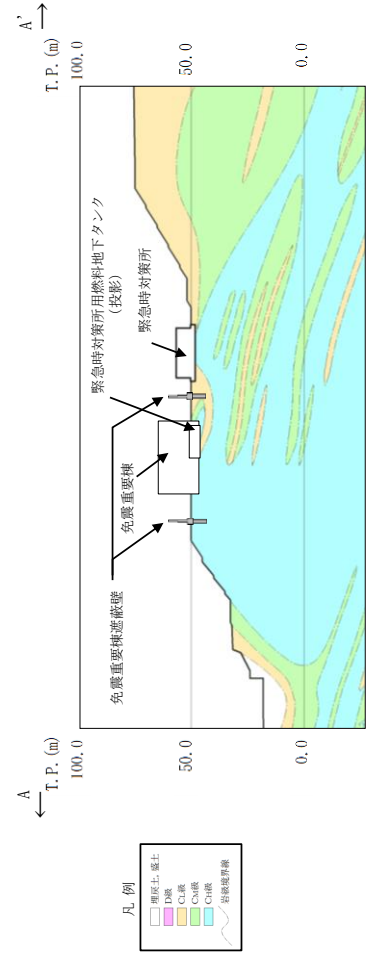 A
A'
T.P.(m)
T.P.(m)
100.0
100.0
50.0
50.0
0.0
0.0
免震重要棟遮蔽壁
免震重要棟
緊急時対策所用燃料地下タンク
(投影)
緊急時対策所
凡 例
埋戻土, 盛土
D級
CL級
CM級
CH級
岩級境界線